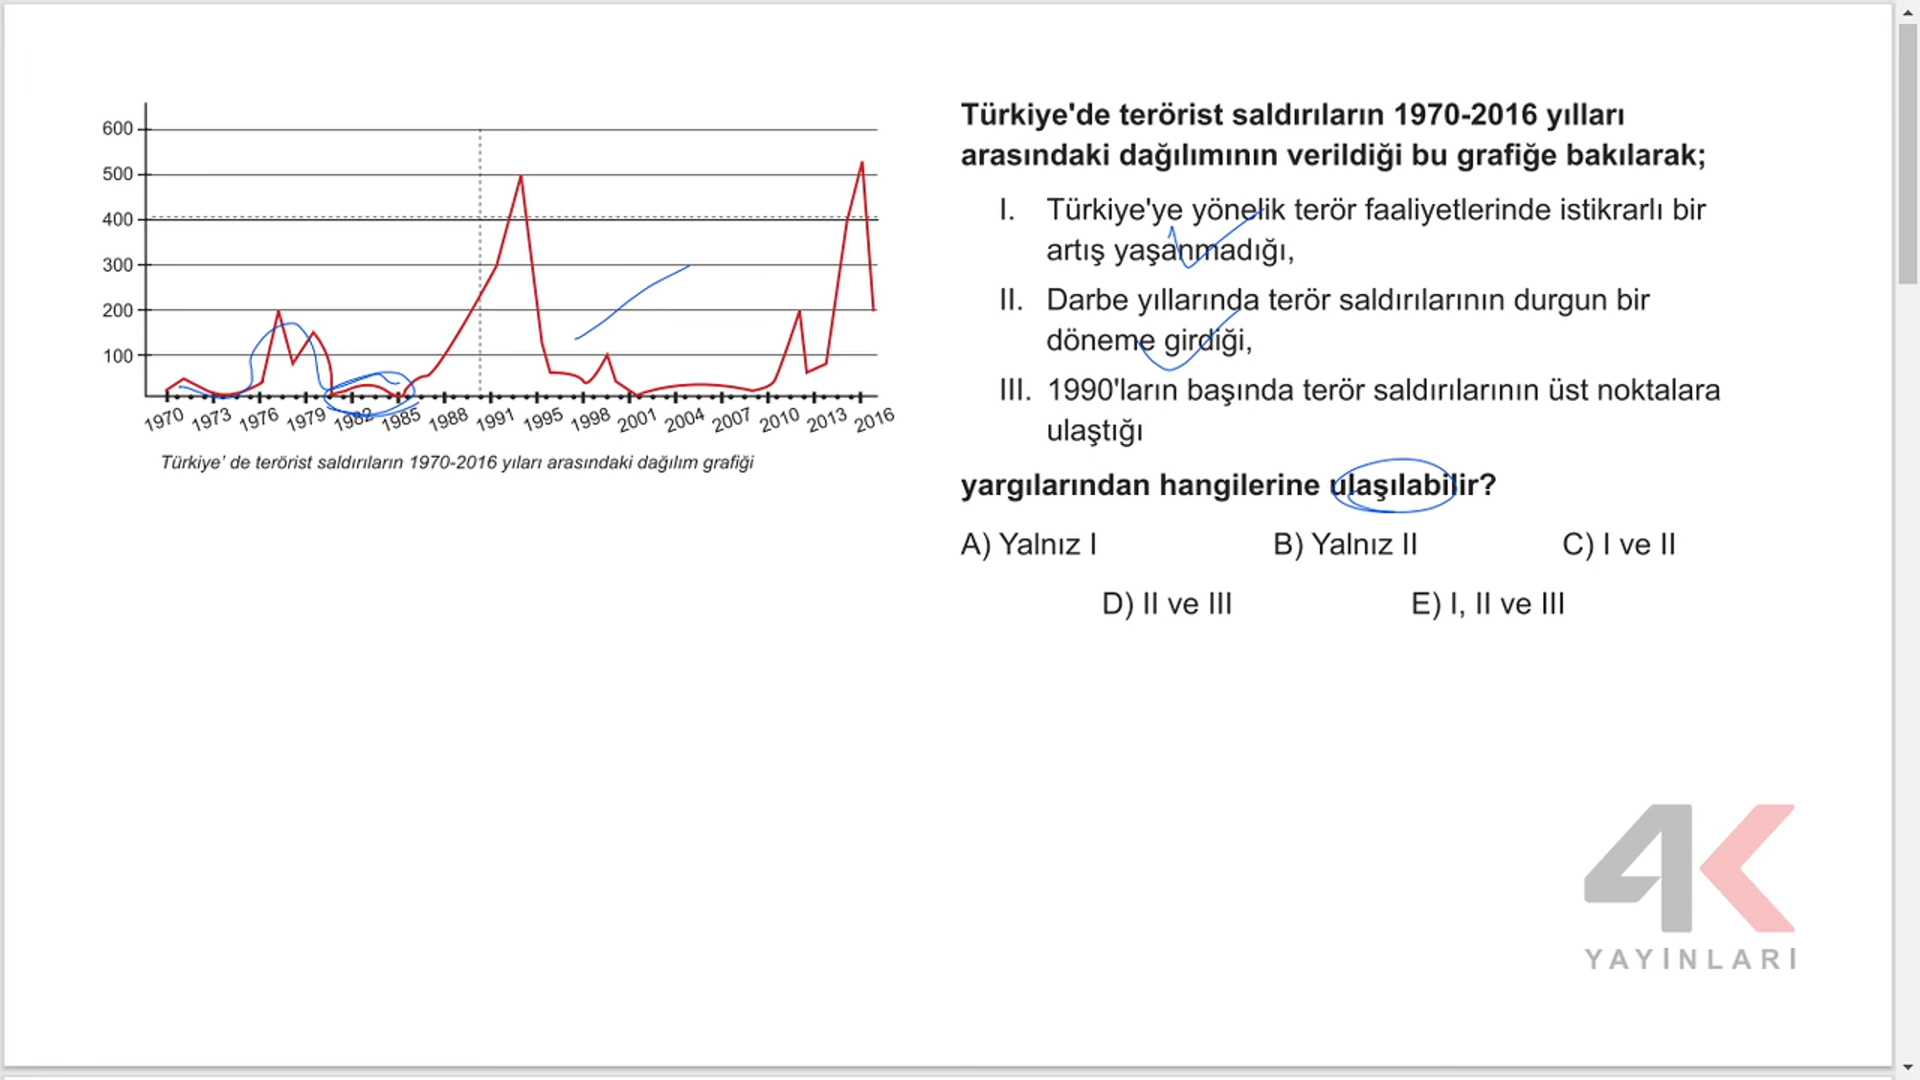 600
500
400
300
200
100
1970 1973 1976 1979 1982 1985 1988 1991 1995 1998 2001 2004 2007 2010 2013 2016
Türkiye' de terörist saldırıların 1970-2016 yıları arasındaki dağılım grafiği
Türkiye'de terörist saldırıların 1970-2016 yılları
arasındaki dağılımının verildiği bu grafiğe bakılarak;
I. Türkiye'ye yönelik terör faaliyetlerinde istikrarlı bir
artış yaşanmadığı,
II. Darbe yıllarında terör saldırılarının durgun bir
döneme girdiği,
III. 1990'ların başında terör saldırılarının üst noktalara
ulaştığı
yargılarından hangilerine ulaşılabilir?
A) Yalnız I B) Yalnız II C) I ve II
D) II ve III E) I, II ve III
4K
YAYİNLARİ